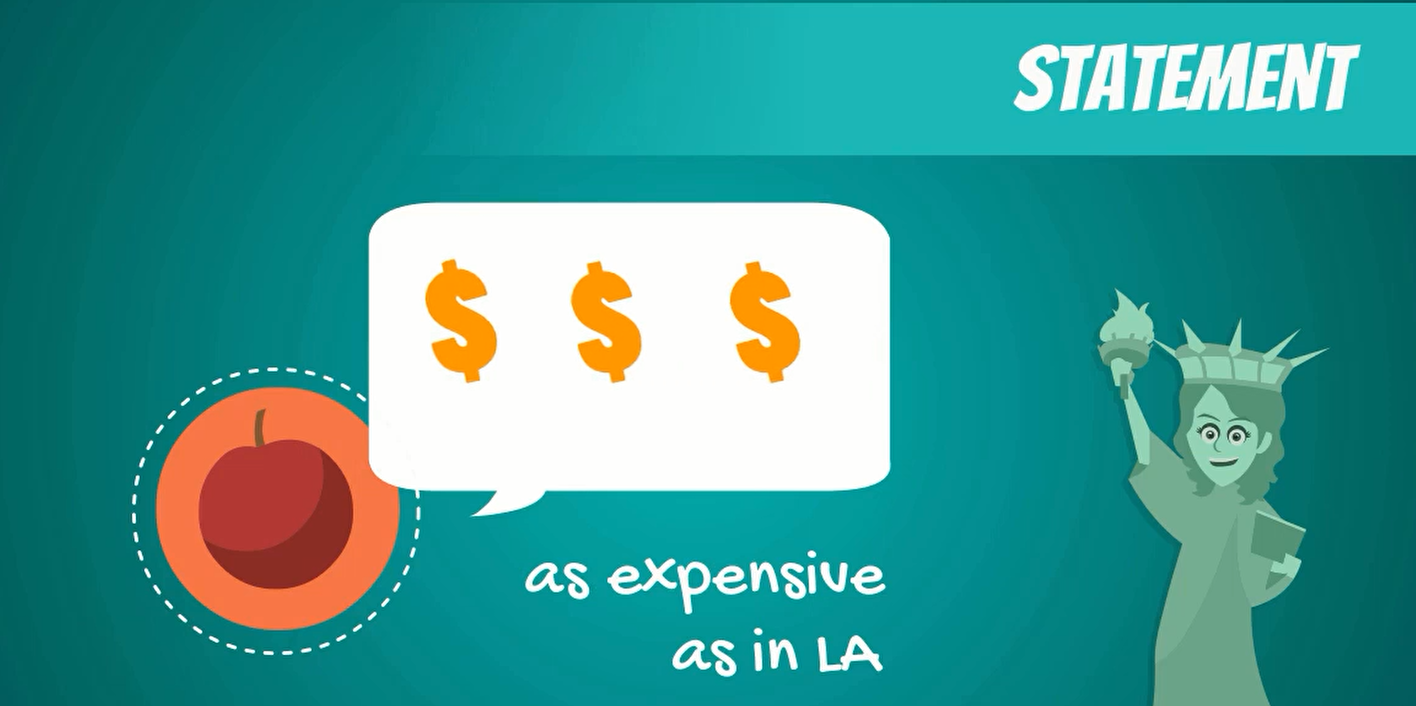 STATEMENT
$ $ $
as expensive
as in LA